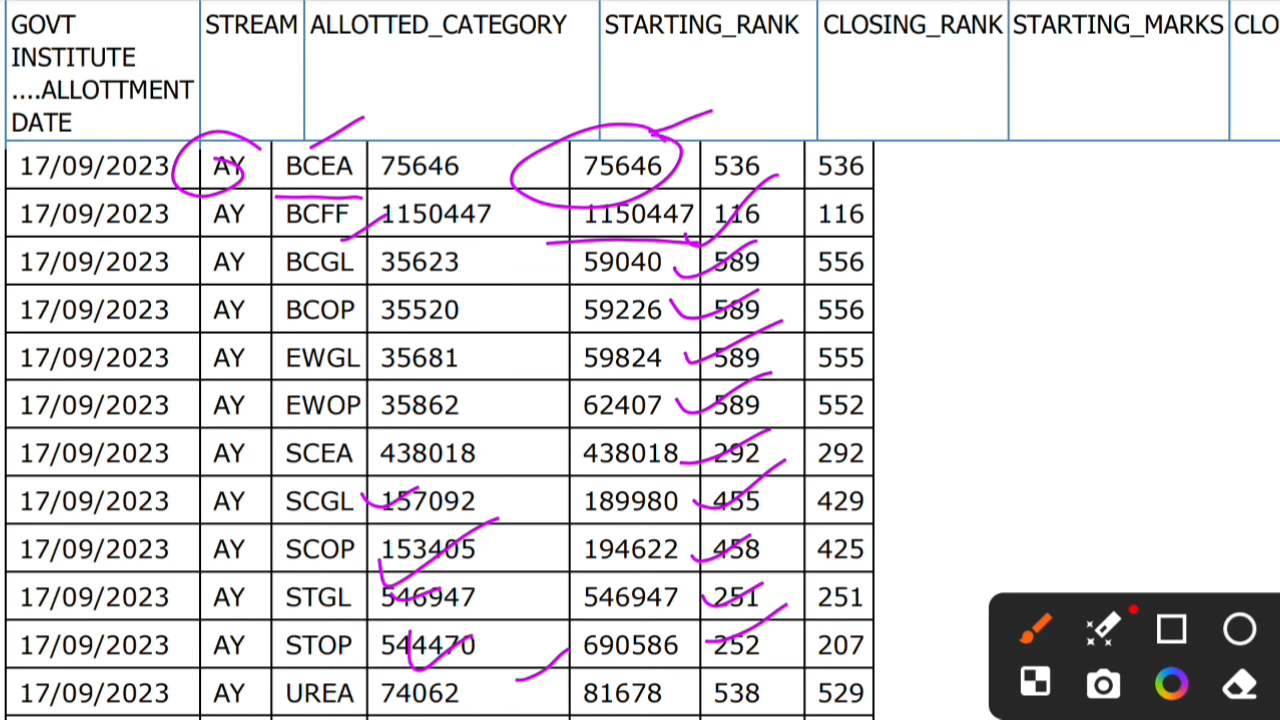 GOVT INSTITUTE ....ALLOTTMENT DATE STREAM ALLOTTED_CATEGORY STARTING_RANK CLOSING_RANK STARTING_MARKS CLO
17/09/2023 AY BCEA 75646 75646 536 536
17/09/2023 AY BCFF 1150447 1150447 116 116
17/09/2023 AY BCGL 35623 59040 589 556
17/09/2023 AY BCOP 35520 59226 589 556
17/09/2023 AY EWGL 35681 59824 589 555
17/09/2023 AY EWOP 35862 62407 589 552
17/09/2023 AY SCEA 438018 438018 292 292
17/09/2023 AY SCGL 157092 189980 455 429
17/09/2023 AY SCOP 153405 194622 458 425
17/09/2023 AY STGL 546947 546947 251 251
17/09/2023 AY STOP 544470 690586 252 207
17/09/2023 AY UREA 74062 81678 538 529